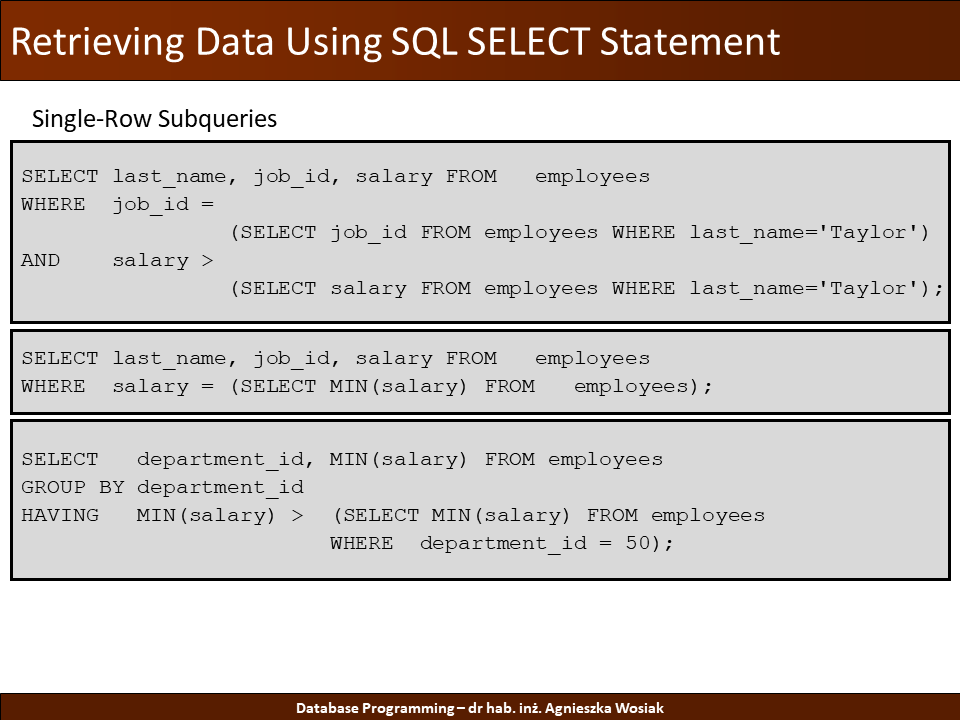 Retrieving Data Using SQL SELECT Statement
Single-Row Subqueries
SELECT last_name, job_id, salary FROM   employees
WHERE  job_id =
                (SELECT job_id FROM employees WHERE last_name='Taylor')
AND    salary >
                (SELECT salary FROM employees WHERE last_name='Taylor');
SELECT last_name, job_id, salary FROM   employees
WHERE  salary = (SELECT MIN(salary) FROM   employees);
SELECT   department_id, MIN(salary) FROM employees
GROUP BY department_id
HAVING   MIN(salary) >  (SELECT MIN(salary) FROM employees
                        WHERE  department_id = 50);
Database Programming – dr hab. inż. Agnieszka Wosiak